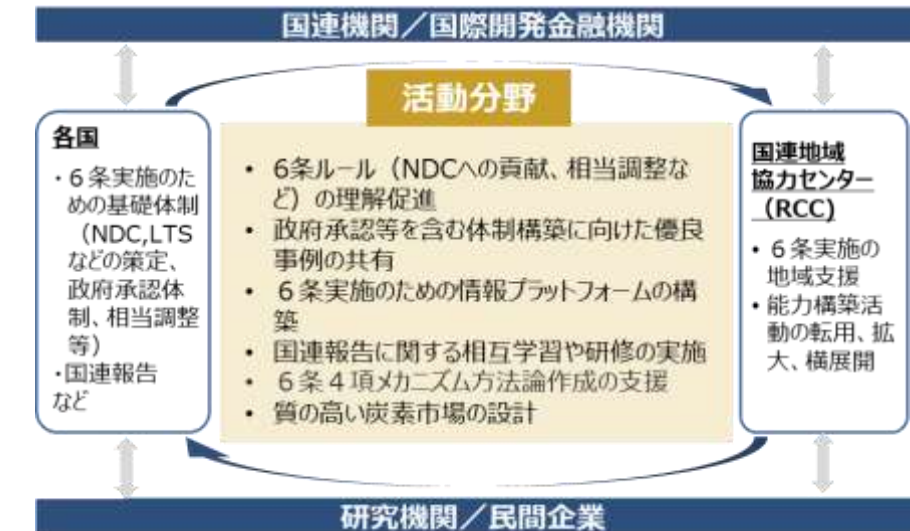 国連機関／国際開発金融機関
活動分野
各国
・６条実施のた
めの基礎体制
（NDC,LTS
などの策定、
政府承認体
制、相当調整
等）
・国連報告
など
• 6条ルール（NDCへの貢献、相当調整な
ど）の理解促進
• 政府承認等を含む体制構築に向けた優良
事例の共有
• ６条実施のための情報プラットフォームの構
築
• 国連報告に関する相互学習や研修の実施
• ６条４項メカニズム方法論作成の支援
• 質の高い炭素市場の設計
国連地域
協力センター
（RCC)
• ６条実施の
地域支援
• 能力構築活
動の転用、拡
大、横展開
研究機関／民間企業